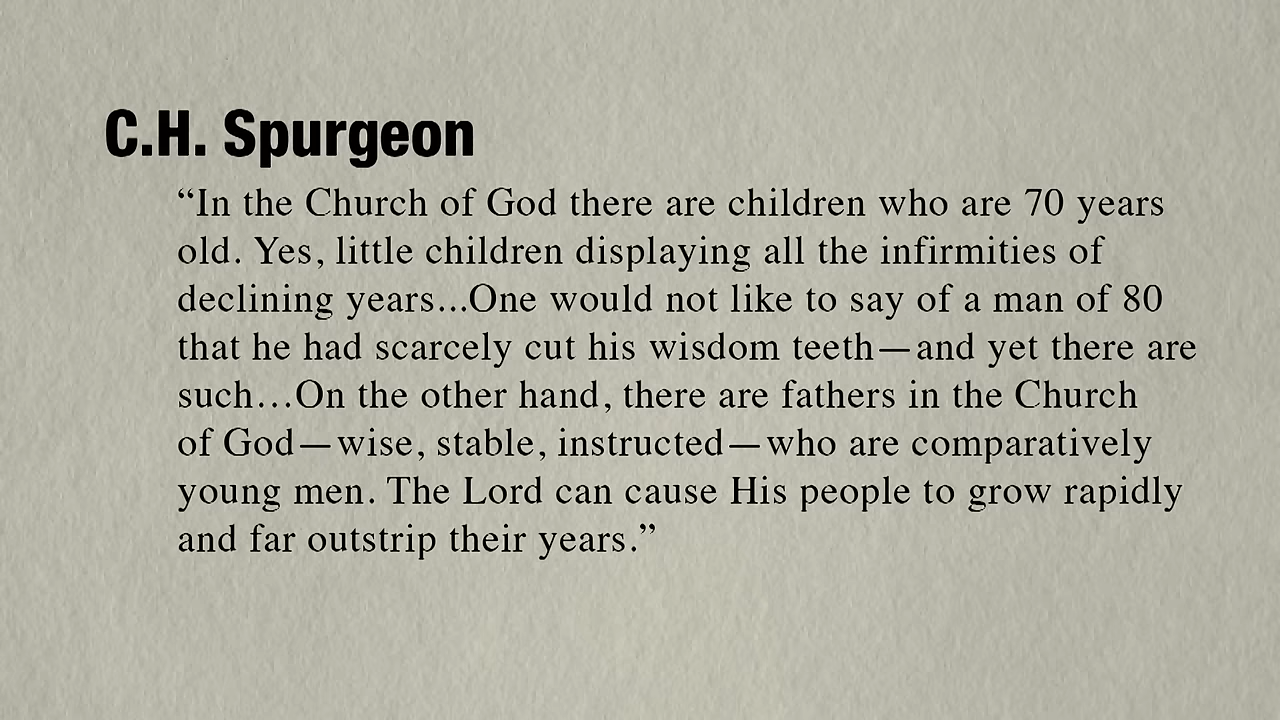 C.H. Spurgeon
“In the Church of God there are children who are 70 years
old. Yes, little children displaying all the infirmities of
declining years...One would not like to say of a man of 80
that he had scarcely cut his wisdom teeth—and yet there are
such…On the other hand, there are fathers in the Church
of God—wise, stable, instructed—who are comparatively
young men. The Lord can cause His people to grow rapidly
and far outstrip their years.”